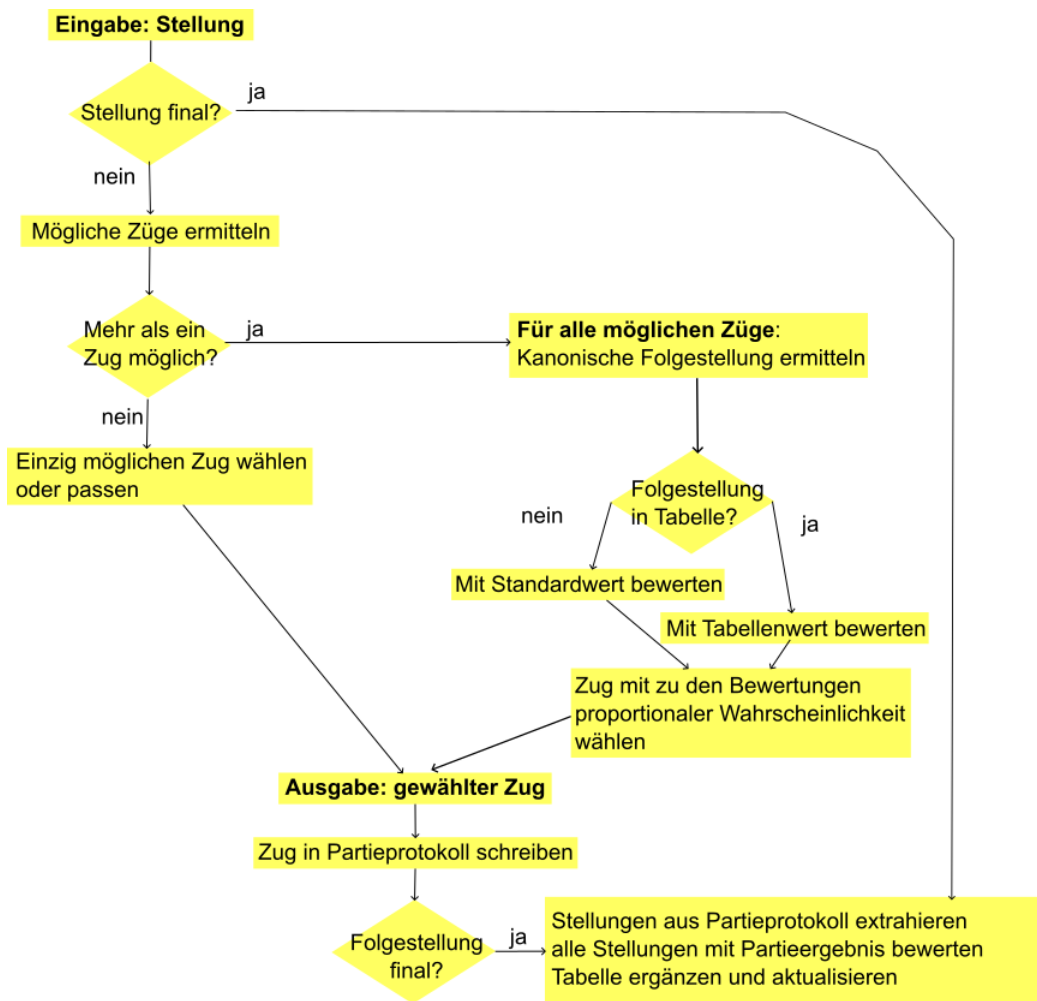 Eingabe: Stellung
ja
Stellung final?
nein
Mögliche Züge ermitteln
Mehr als ein
Zug möglich?
ja
Für alle möglichen Züge:
Kanonische Folgestellung ermitteln
nein
Einzig möglichen Zug wählen
oder passen
Folgestellung
in Tabelle?
nein
ja
Mit Standardwert bewerten
Mit Tabellenwert bewerten
Zug mit zu den Bewertungen
proportionaler Wahrscheinlichkeit
wählen
Ausgabe: gewählter Zug
Zug in Partieprotokoll schreiben
Folgestellung
final?
ja
Stellungen aus Partieprotokoll extrahieren
alle Stellungen mit Partieergebnis bewerten
Tabelle ergänzen und aktualisieren